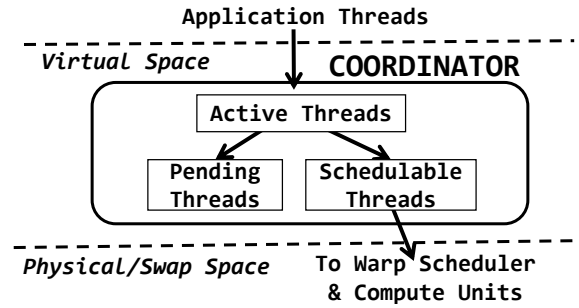 Application Threads
Virtual Space
COORDINATOR
Active Threads
Pending
Threads
Schedulable
Threads
Physical/Swap Space
To Warp Scheduler
& Compute Units